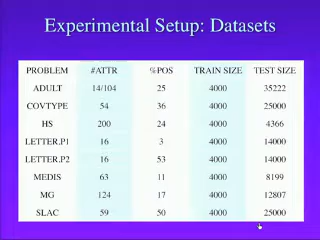 Experimental Setup: Datasets
PROBLEM #ATTR %POS TRAIN SIZE TEST SIZE
ADULT 14/104 25 4000 35222
COVTYPE 54 36 4000 25000
HS 200 24 4000 4366
LETTER.P1 16 3 4000 14000
LETTER.P2 16 53 4000 14000
MEDIS 63 11 4000 8199
MG 124 17 4000 12807
SLAC 59 50 4000 25000